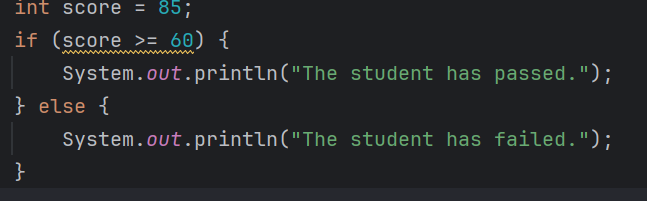 int score = 85;
if (score >= 60) {
    System.out.println("The student has passed.");
} else {
    System.out.println("The student has failed.");
}